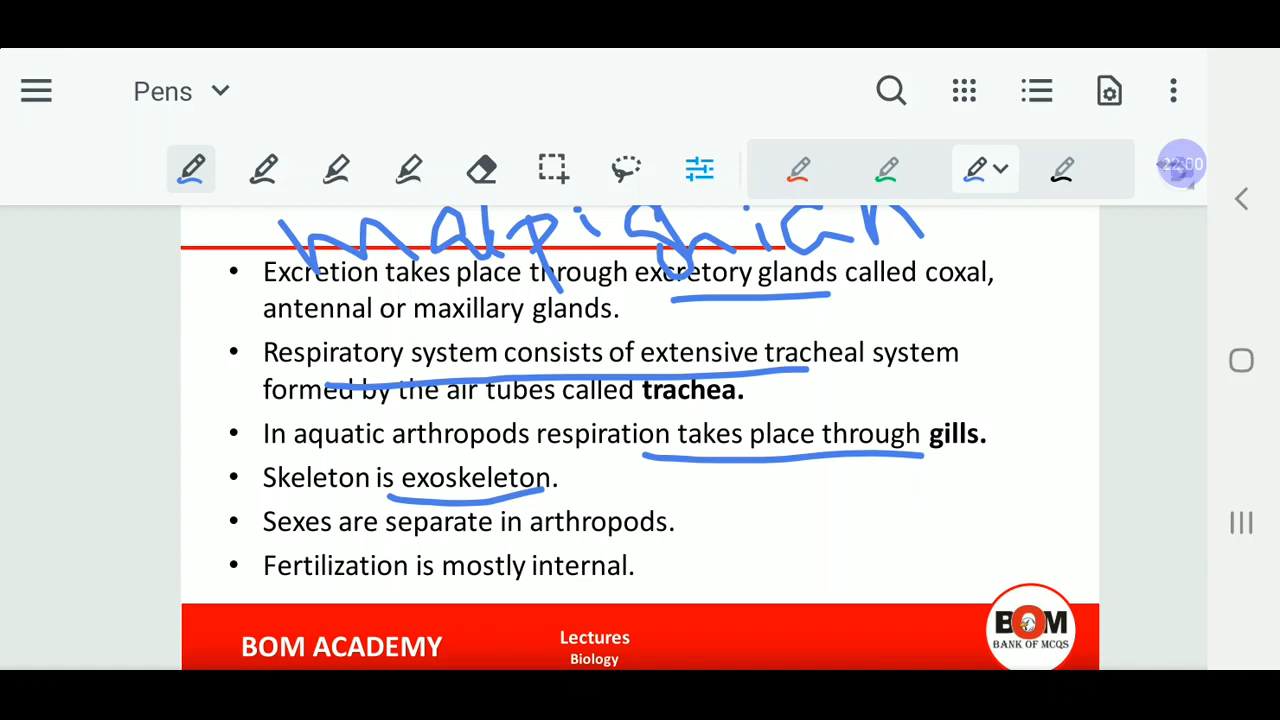 Pens
22:00
malpighian
• Excretion takes place through excretory glands called coxal,
antennal or maxillary glands.
• Respiratory system consists of extensive tracheal system
formed by the air tubes called trachea.
• In aquatic arthropods respiration takes place through gills.
• Skeleton is exoskeleton.
• Sexes are separate in arthropods.
• Fertilization is mostly internal.
BOM ACADEMY
Lectures
Biology
BOM
BANK OF MCQS